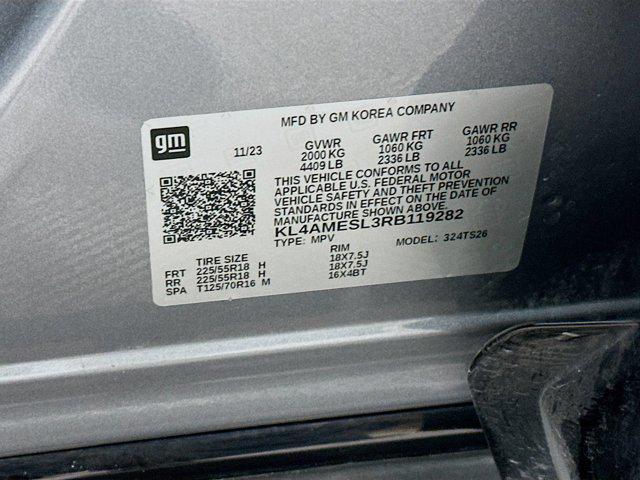 MFD BY GM KOREA COMPANY
gm
11/23
GVWR GAWR FRT GAWR RR
2000 KG 1060 KG 1060 KG
4409 LB 2336 LB 2336 LB
THIS VEHICLE CONFORMS TO ALL
APPLICABLE U.S. FEDERAL MOTOR
VEHICLE SAFETY AND THEFT PREVENTION
STANDARDS IN EFFECT ON THE DATE OF
MANUFACTURE SHOWN ABOVE.
KL4AMESL3RB119282
TYPE: MPV MODEL: 324TS26
TIRE SIZE RIM
FRT 225/55R18 H 18X7.5J
RR 225/55R18 H 18X7.5J
SPA T125/70R16 M 16X4BT